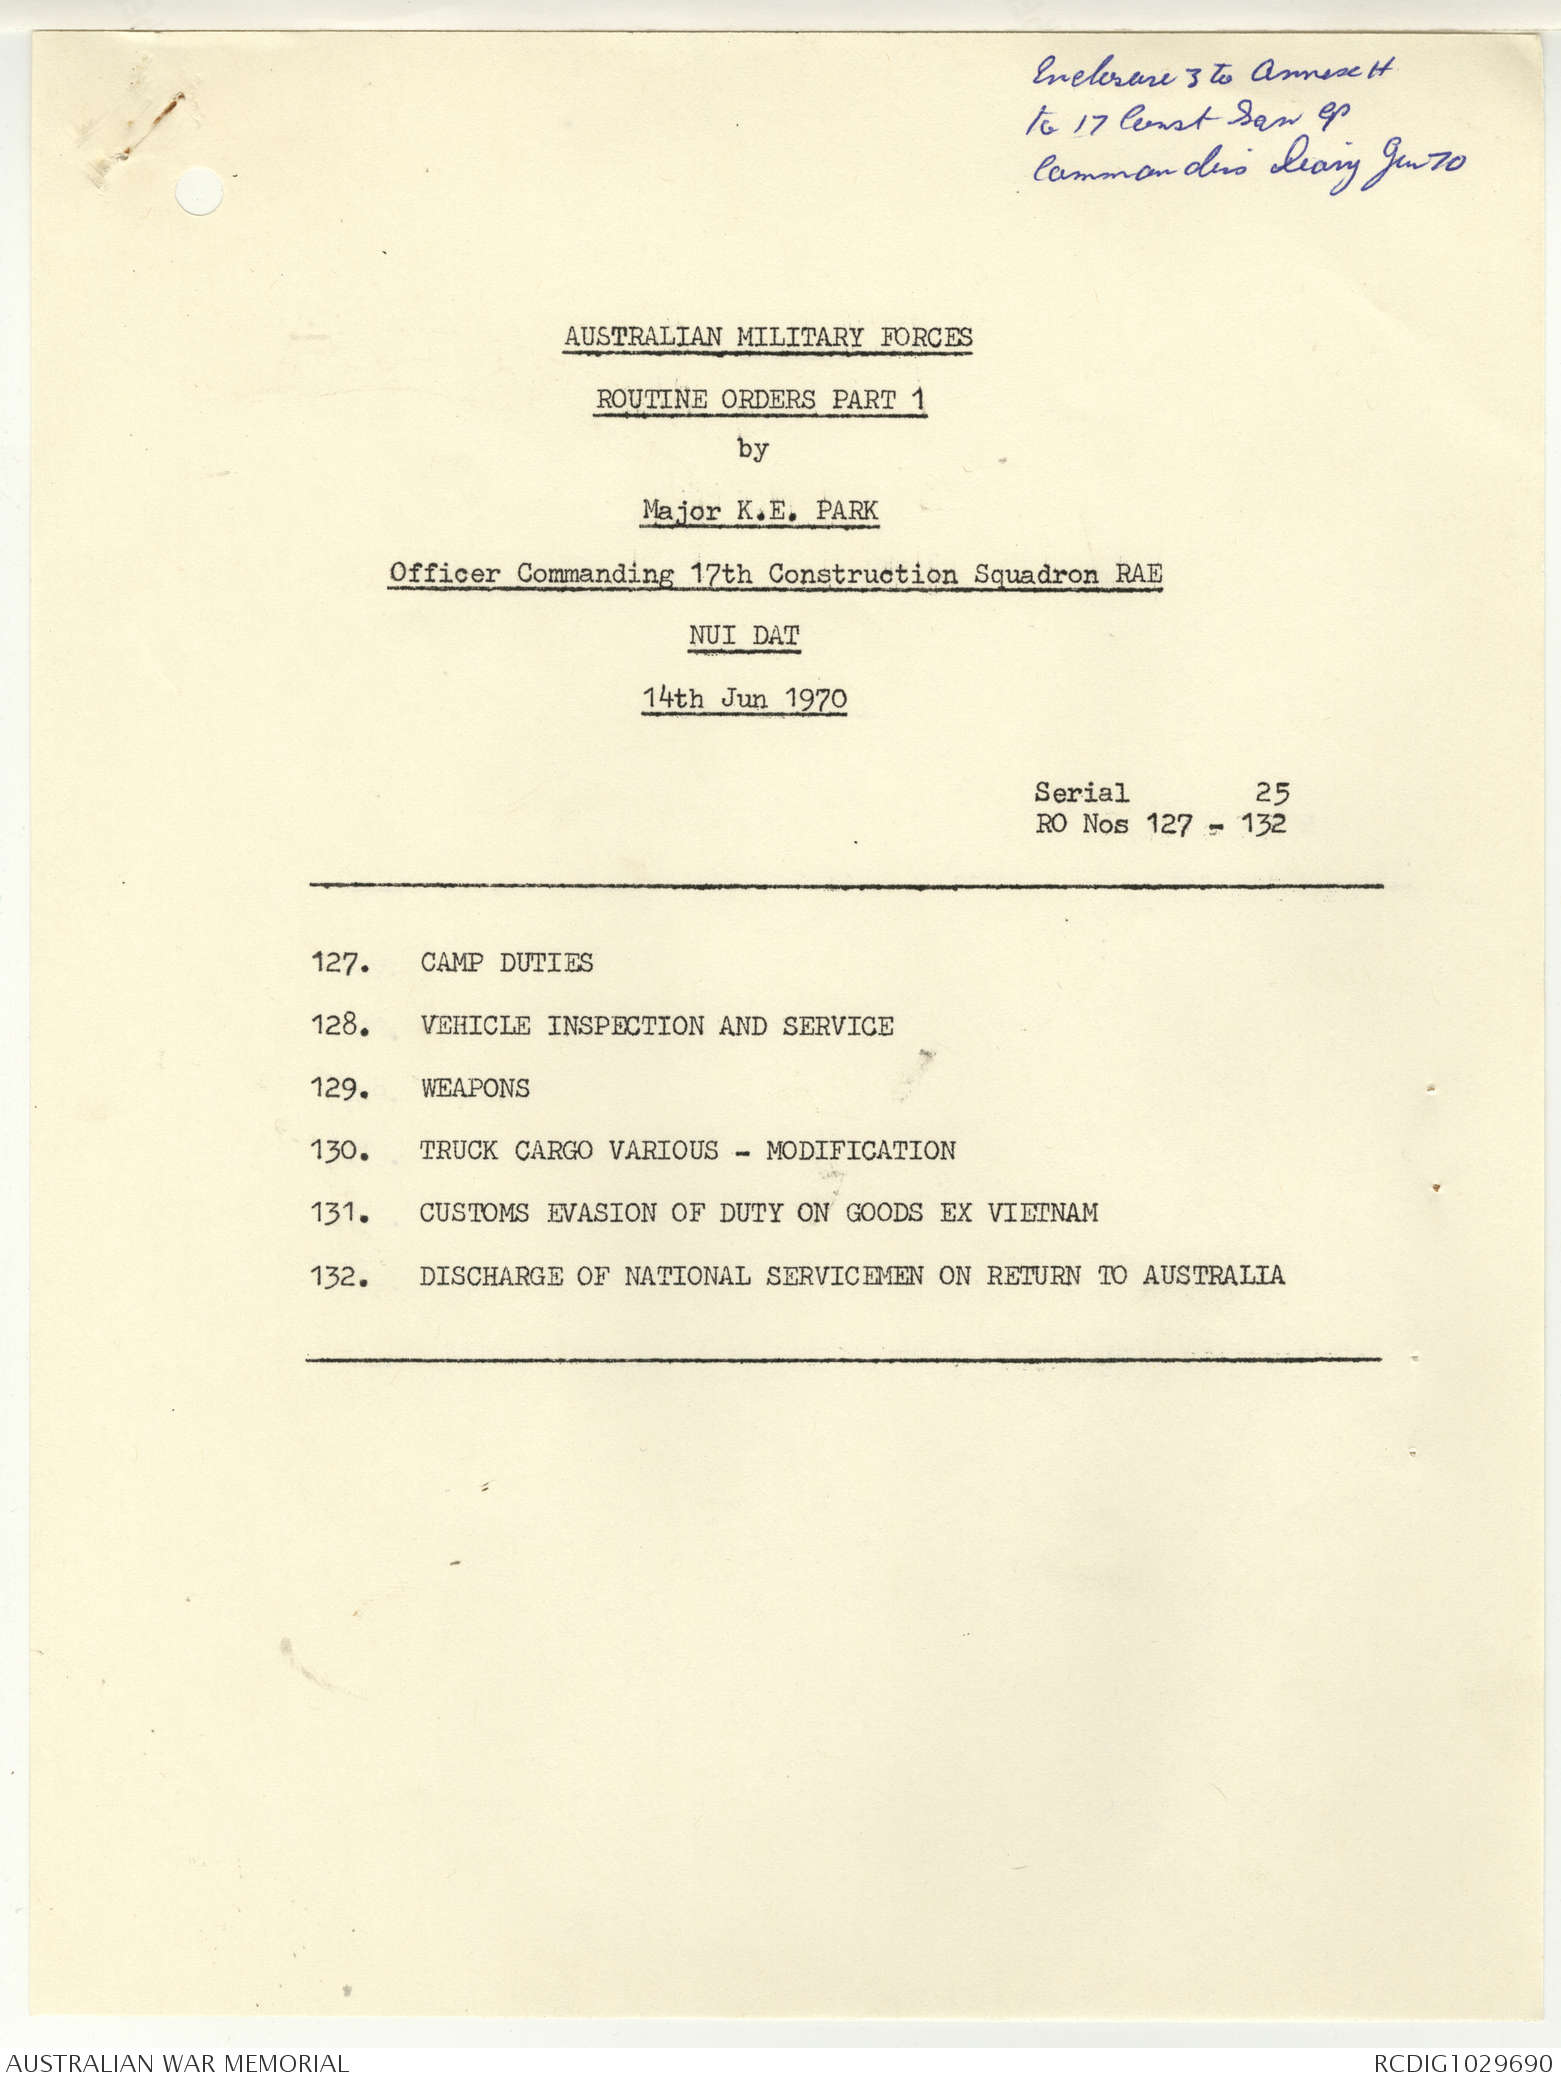 Enclosure 3 to Annex H
to 17 Const Sqn Gp
Commanders Diary Jun 70
AUSTRALIAN MILITARY FORCES
ROUTINE ORDERS PART 1
by
Major K.E. PARK
Officer Commanding 17th Construction Squadron RAE
NUI DAT
14th Jun 1970
Serial 25
RO Nos 127 - 132
127. CAMP DUTIES
128. VEHICLE INSPECTION AND SERVICE
129. WEAPONS
130. TRUCK CARGO VARIOUS - MODIFICATION
131. CUSTOMS EVASION OF DUTY ON GOODS EX VIETNAM
132. DISCHARGE OF NATIONAL SERVICEMEN ON RETURN TO AUSTRALIA
AUSTRALIAN WAR MEMORIAL
RCDIG1029690